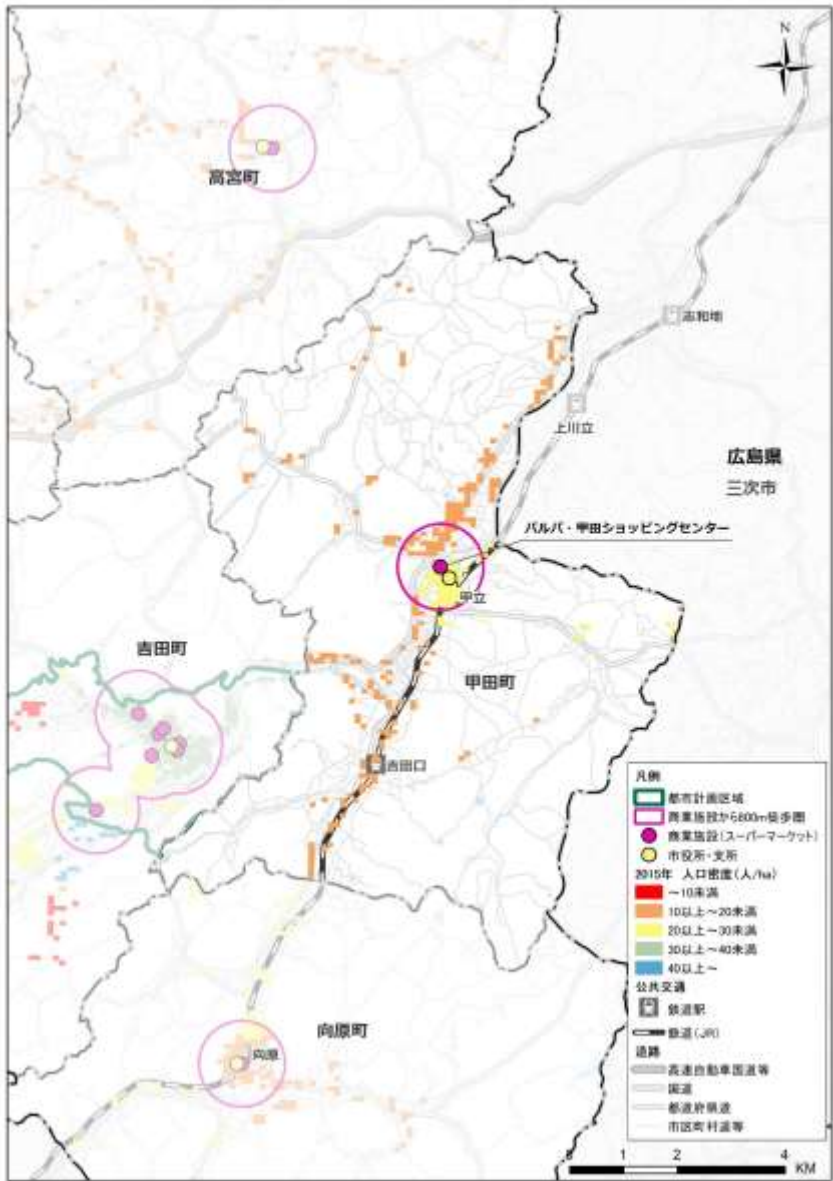 N
高宮町
志和地
上川立
広島県
三次市
パルパ・甲田ショッピングセンター
甲立
吉田町
甲田町
吉田口
向原町
向原
凡例
都市計画区域
商業施設から800m徒歩圏
商業施設(スーパーマーケット)
市役所・支所
2015年 人口密度(人/ha)
~10未満
10以上~20未満
20以上~30未満
30以上~40未満
40以上~
公共交通
鉄道駅
鉄道(JR)
道路
高速自動車国道等
国道
都道府県道
市区町村道等
0 1 2 4
KM